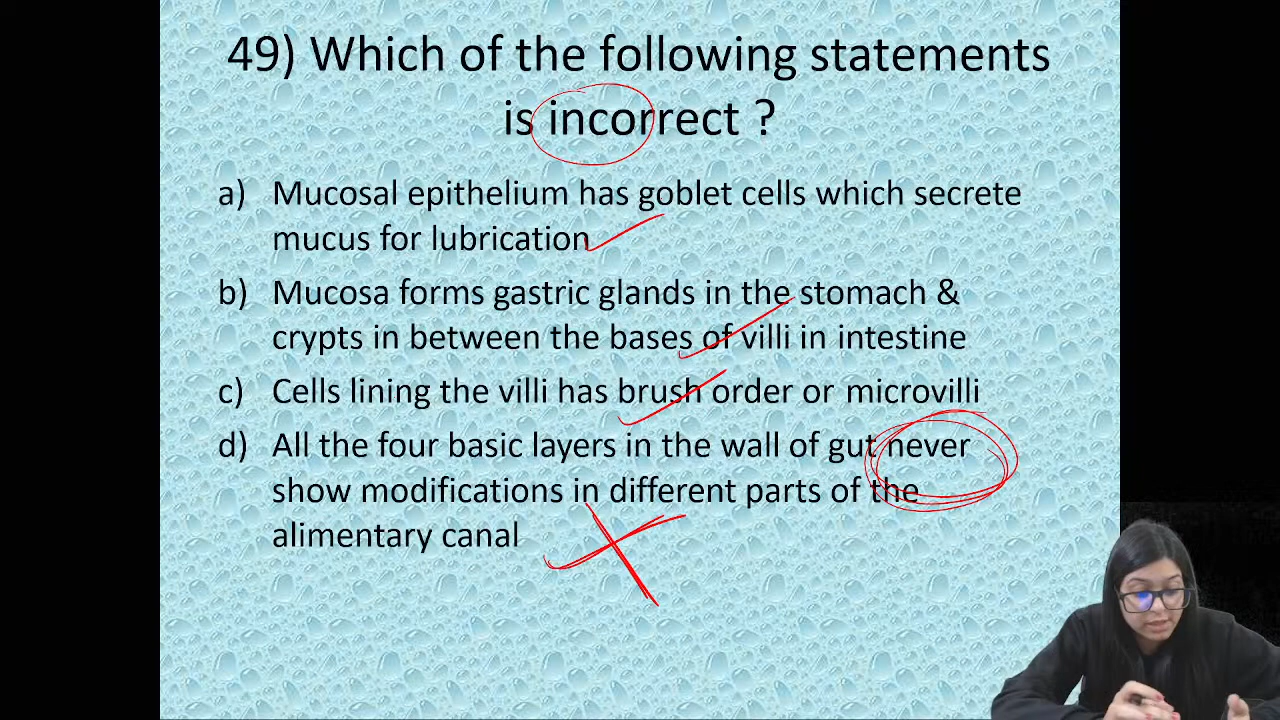 49) Which of the following statements
is incorrect ?
a) Mucosal epithelium has goblet cells which secrete
mucus for lubrication
b) Mucosa forms gastric glands in the stomach &
crypts in between the bases of villi in intestine
c) Cells lining the villi has brush order or microvilli
d) All the four basic layers in the wall of gut never
show modifications in different parts of the
alimentary canal